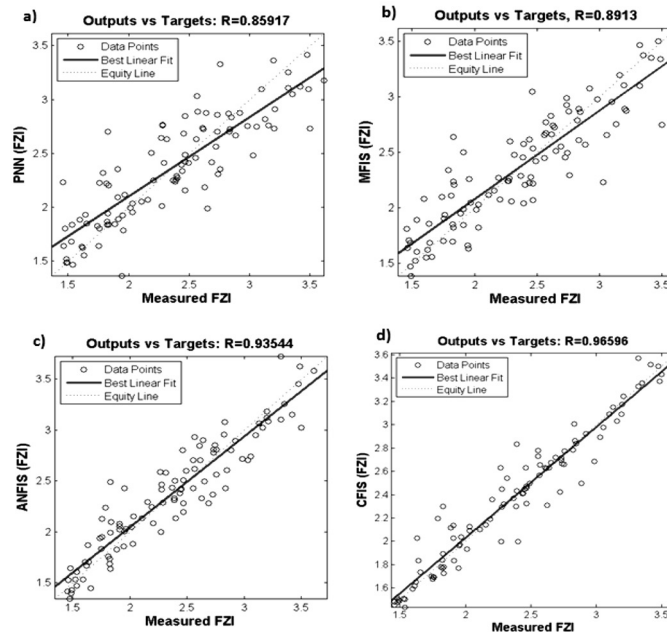 a)
Outputs vs Targets: R=0.85917
Data Points
Best Linear Fit
Equity Line
PNN (FZI)
3.5
3
2.5
2
1.5
1.5 2 2.5 3 3.5
Measured FZI
b)
Outputs vs Targets, R=0.8913
Data Points
Best Linear Fit
Equity Line
MFIS (FZI)
3.5
3
2.5
2
1.5
1.5 2 2.5 3 3.5
Measured FZI
c)
Outputs vs Targets: R=0.93544
Data Points
Best Linear Fit
Equity Line
ANFIS (FZI)
3.5
3
2.5
2
1.5
1.5 2 2.5 3 3.5
Measured FZI
d)
Outputs vs Targets: R=0.96596
Data Points
Best Linear Fit
Equity Line
CFIS (FZI)
3.6
3.4
3.2
3
2.8
2.6
2.4
2.2
2
1.8
1.6
1.5 2 2.5 3 3.5
Measured FZI